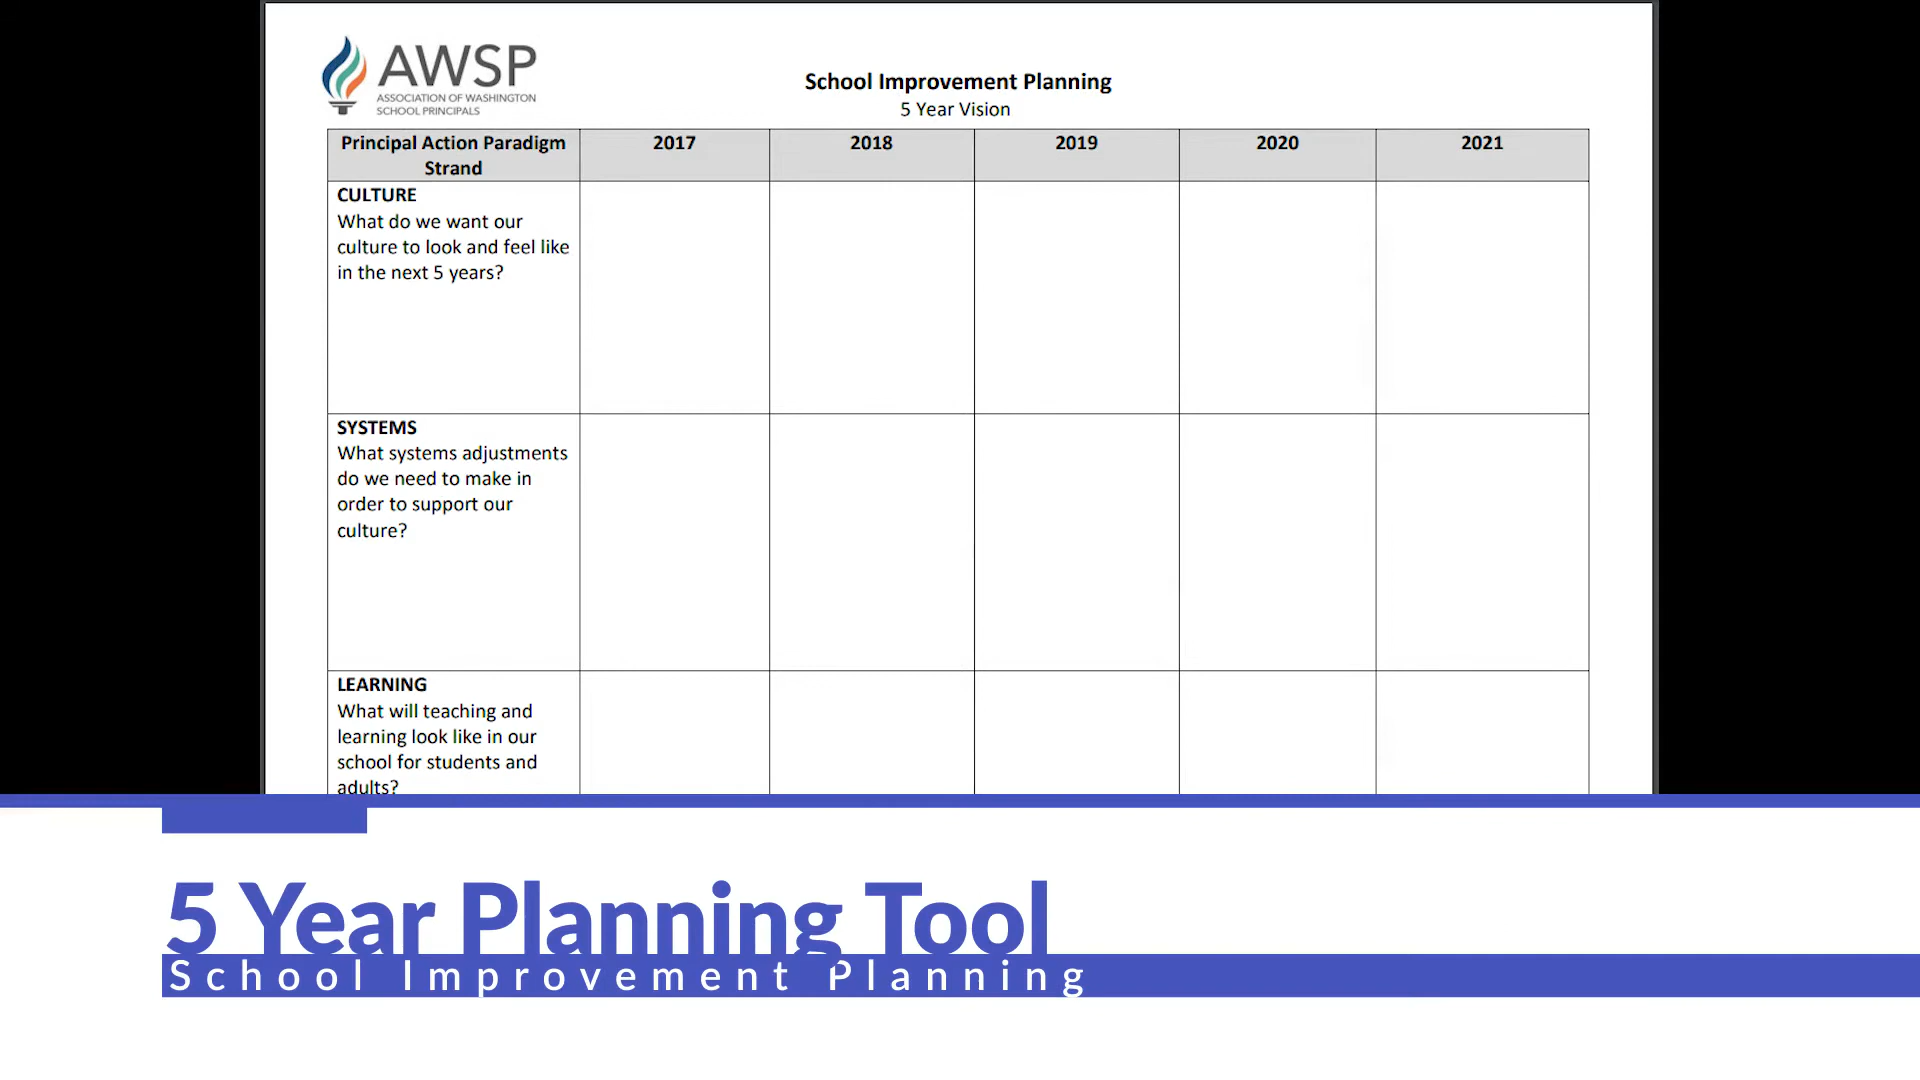 AWSP
ASSOCIATION OF WASHINGTON
SCHOOL PRINCIPALS
School Improvement Planning
5 Year Vision
Principal Action Paradigm
Strand
2017
2018
2019
2020
2021
CULTURE
What do we want our
culture to look and feel like
in the next 5 years?
SYSTEMS
What systems adjustments
do we need to make in
order to support our
culture?
LEARNING
What will teaching and
learning look like in our
school for students and
adults?
5 Year Planning Tool
School Improvement Planning